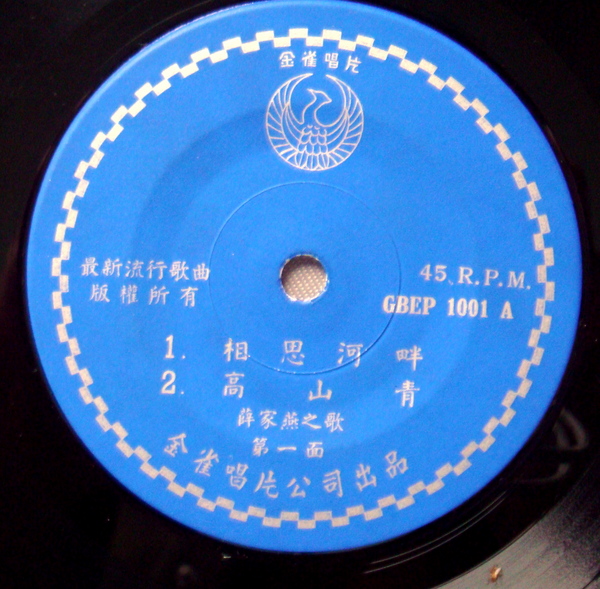 金雀唱片
最新流行歌曲
版權所有
45、R.P.M.
GBEP 1001 A
1. 相思河畔
2. 高山青
薛家燕之歌
第一面
金雀唱片公司出品